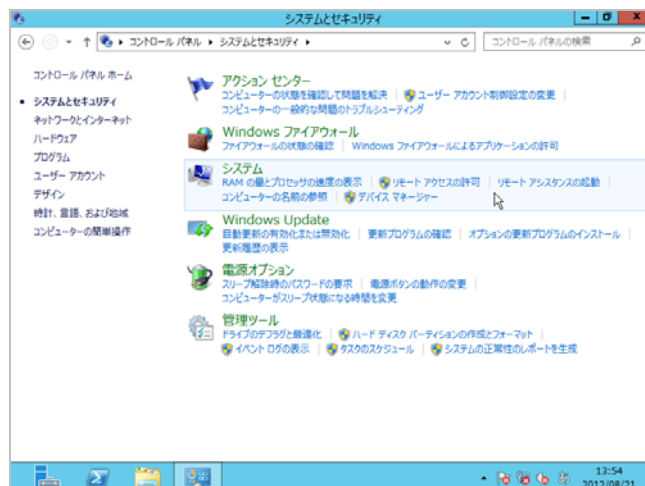 システムとセキュリティ
コントロール パネル ▸ システムとセキュリティ ▸
コントロール パネルの検索
コントロール パネル ホーム
システムとセキュリティ
ネットワークとインターネット
ハードウェア
プログラム
ユーザー アカウント
デザイン
時計、言語、および地域
コンピューターの簡単操作
アクション センター
コンピューターの状態を確認して問題を解決 | ユーザー アカウント制御設定の変更 |
コンピューターの一般的な問題のトラブルシューティング
Windows ファイアウォール
ファイアウォールの状態の確認 | Windows ファイアウォールによるアプリケーションの許可
システム
RAM の量とプロセッサの速度の表示 | リモート アクセスの許可 | リモート アシスタンスの起動 |
コンピューターの名前の参照 | デバイス マネージャー
Windows Update
自動更新の有効化または無効化 | 更新プログラムの確認 | オプションの更新プログラムのインストール |
更新履歴の表示
電源オプション
スリープ解除時のパスワードの要求 | 電源ボタンの動作の変更 |
コンピューターがスリープ状態になる時間を変更
管理ツール
ドライブのデフラグと最適化 | ハード ディスク パーティションの作成とフォーマット |
イベント ログの表示 | タスクのスケジュール | システムの正常性のレポートを生成
13:54
2012/08/21